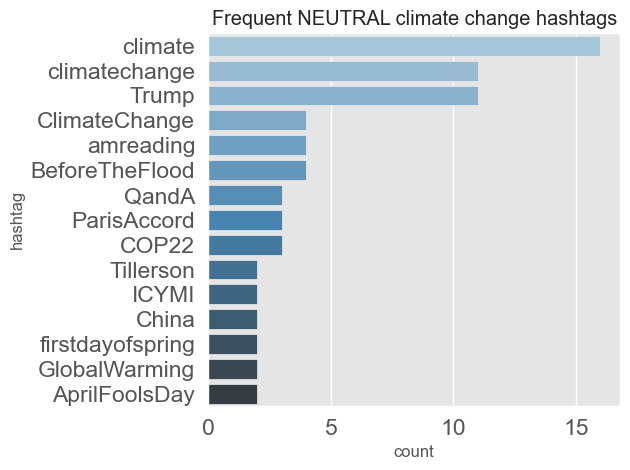 Frequent NEUTRAL climate change hashtags
climate
climatechange
Trump
ClimateChange
amreading
BeforeTheFlood
QandA
ParisAccord
COP22
Tillerson
ICYMI
China
firstdayofspring
GlobalWarming
AprilFoolsDay
hashtag
0 5 10 15
count